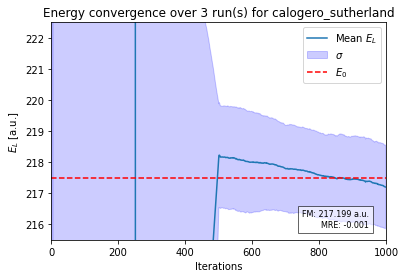 Energy convergence over 3 run(s) for calogero_sutherland
Mean E_L
σ
E_0
E_L [a.u.]
222
221
220
219
218
217
216
FM: 217.199 a.u.
MRE: -0.001
0
200
400
600
800
1000
Iterations